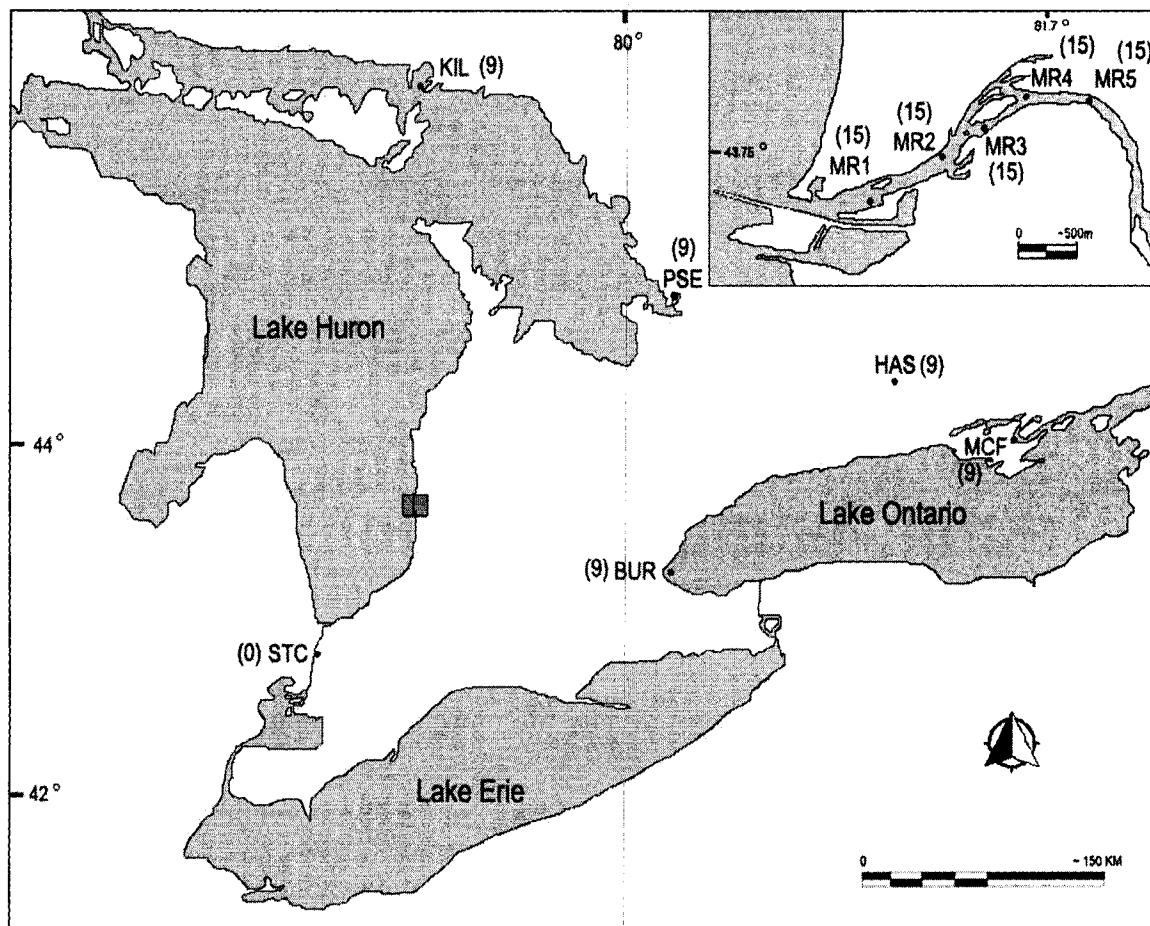 80°
81.7°
KIL (9)
(15) (15)
MR4 MR5
(15)
MR2
(15)
MR1
43.75°
MR3
(15)
0 ~500m
(9)
PSE
Lake Huron
HAS (9)
44°
MCF
(9)
Lake Ontario
(9) BUR
(0) STC
42°
Lake Erie
0 ~ 150 KM